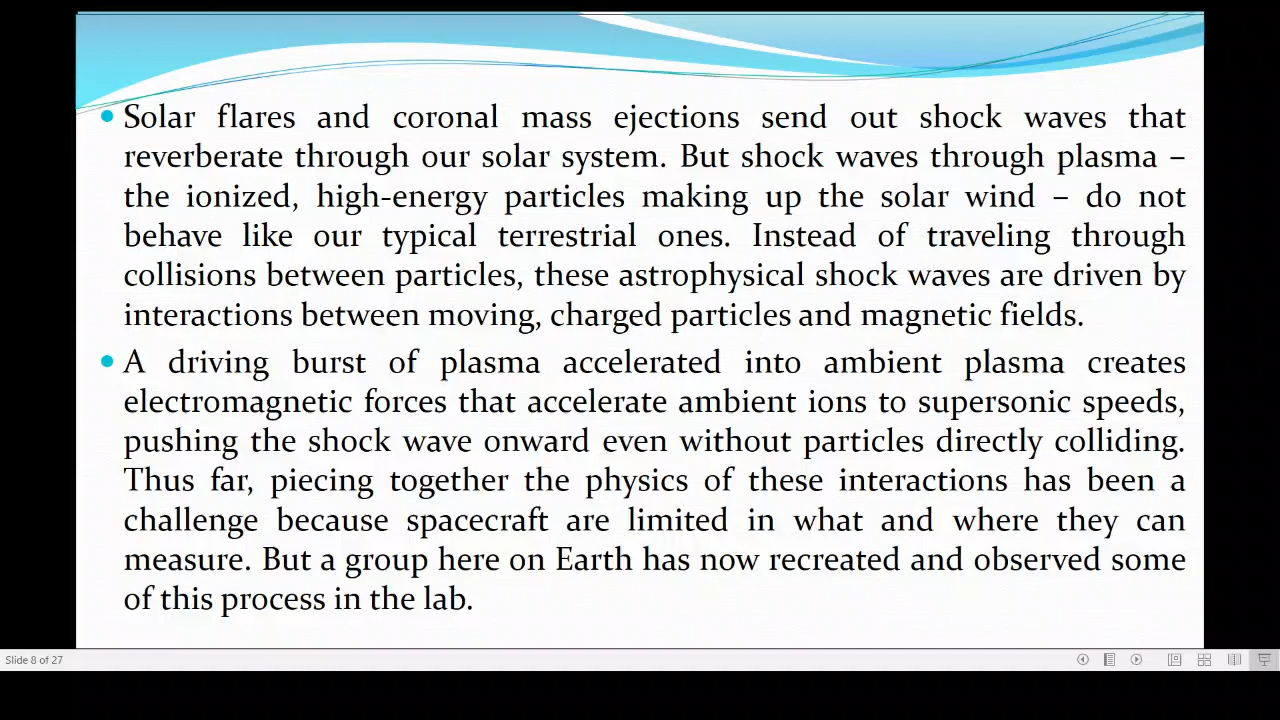 Solar flares and coronal mass ejections send out shock waves that
reverberate through our solar system. But shock waves through plasma –
the ionized, high-energy particles making up the solar wind – do not
behave like our typical terrestrial ones. Instead of traveling through
collisions between particles, these astrophysical shock waves are driven by
interactions between moving, charged particles and magnetic fields.
A driving burst of plasma accelerated into ambient plasma creates
electromagnetic forces that accelerate ambient ions to supersonic speeds,
pushing the shock wave onward even without particles directly colliding.
Thus far, piecing together the physics of these interactions has been a
challenge because spacecraft are limited in what and where they can
measure. But a group here on Earth has now recreated and observed some
of this process in the lab.
Slide 8 of 27